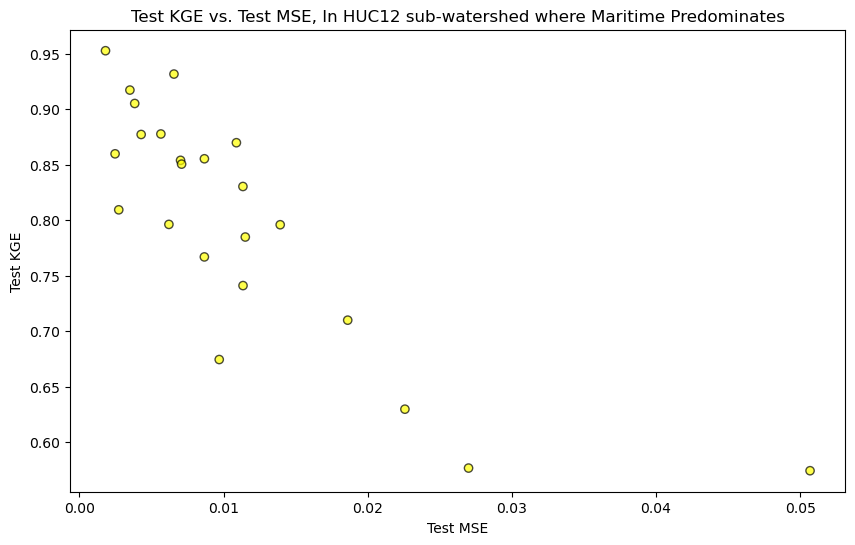 Test KGE vs. Test MSE, In HUC12 sub-watershed where Maritime Predominates
0.95
0.90
0.85
0.80
0.75
0.70
0.65
0.60
Test KGE
0.00 0.01 0.02 0.03 0.04 0.05
Test MSE